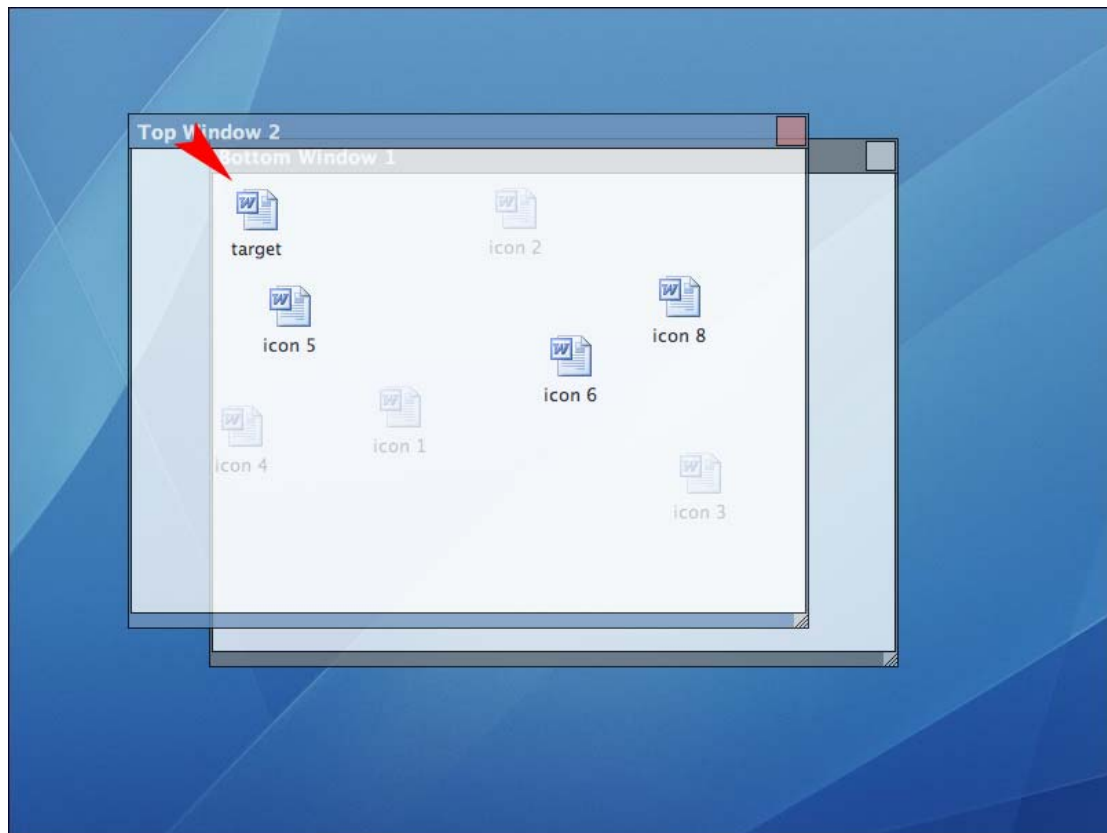 Top Window 2
Bottom Window 1
target
icon 2
icon 5
icon 8
icon 6
icon 1
icon 4
icon 3